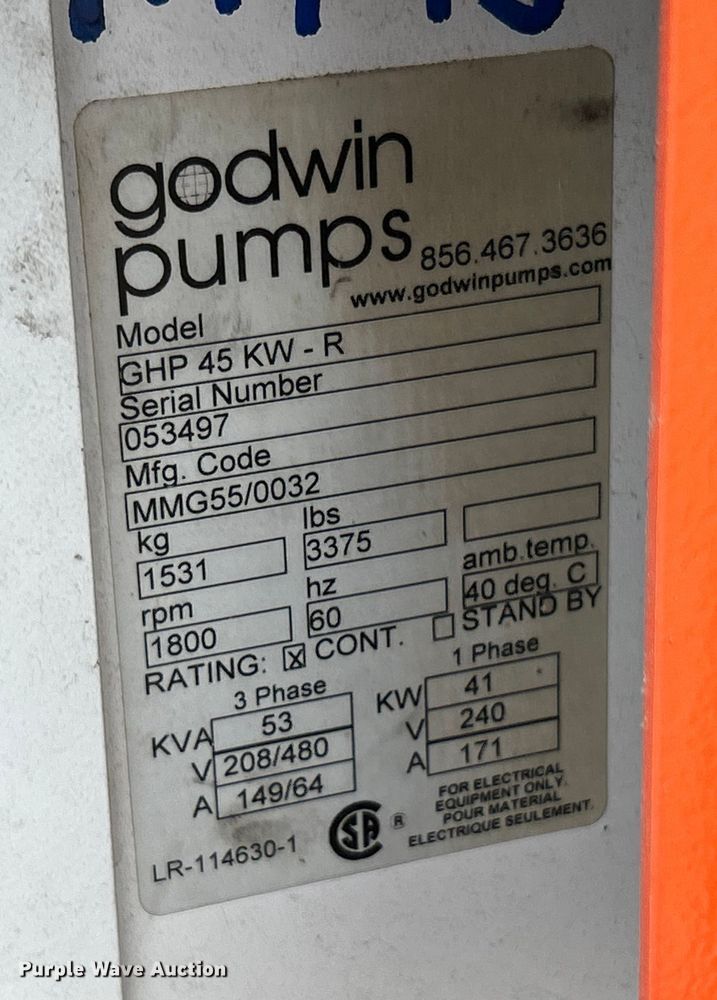 godwin
pumps 856.467.3636
www.godwinpumps.com
Model
GHP 45 KW - R
Serial Number
053497
Mfg. Code
MMG55/0032
kg lbs
1531 3375
rpm hz amb.temp.
1800 60 40 deg. C
RATING: ☒ CONT. ☐ STAND BY
3 Phase 1 Phase
KVA 53 KW 41
V 208/480 V 240
A 149/64 A 171
LR-114630-1 SA ® FOR ELECTRICAL
EQUIPMENT ONLY.
POUR MATERIAL
ELECTRIQUE SEULEMENT.
Purple Wave Auction